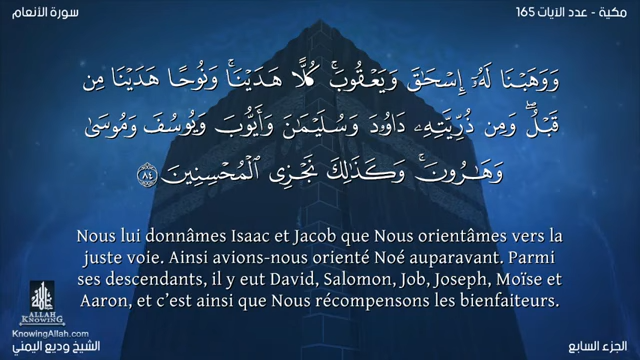 سورة الأنعام
مكية - عدد الآيات 165
وَوَهَبْنَا لَهُۥٓ إِسْحَٰقَ وَيَعْقُوبَ ۚ كُلًّا هَدَيْنَا ۚ وَنُوحًا هَدَيْنَا مِن
قَبْلُ ۖ وَمِن ذُرِّيَّتِهِۦ دَاوُۥدَ وَسُلَيْمَٰنَ وَأَيُّوبَ وَيُوسُفَ وَمُوسَىٰ
وَهَٰرُونَ ۚ وَكَذَٰلِكَ نَجْزِى ٱلْمُحْسِنِينَ ٨٤
Nous lui donnâmes Isaac et Jacob que Nous orientâmes vers la
juste voie. Ainsi avions-nous orienté Noé auparavant. Parmi
ses descendants, il y eut David, Salomon, Job, Joseph, Moïse et
Aaron, et c’est ainsi que Nous récompensons les bienfaiteurs.
ALLAH
KNOWING
KnowingAllah.com
الشيخ وديع اليمني
الجزء السابع